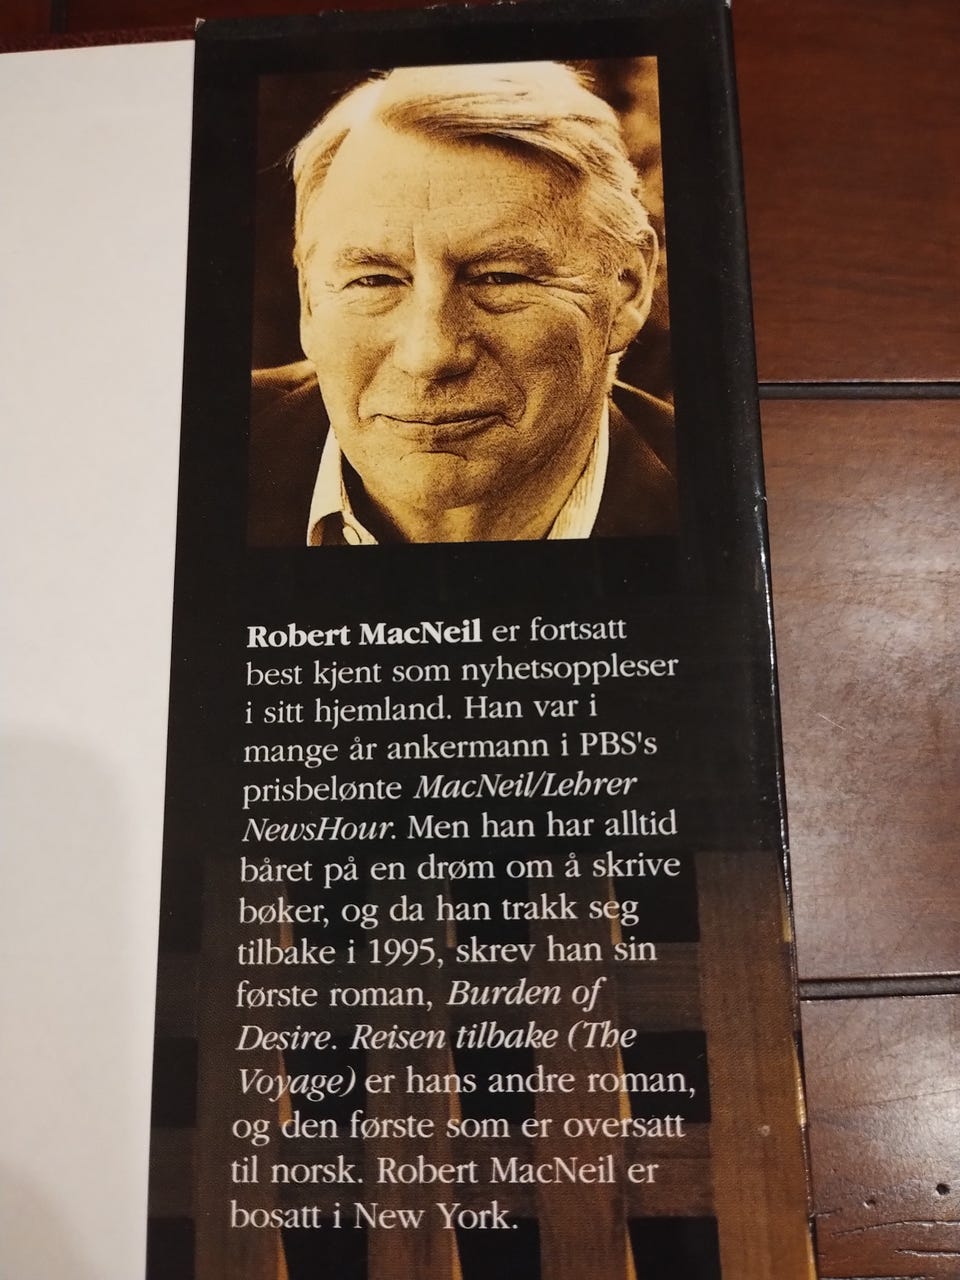 Robert MacNeil er fortsatt
best kjent som nyhetsoppleser
i sitt hjemland. Han var i
mange år ankermann i PBS's
prisbelønte MacNeil/Lehrer
NewsHour. Men han har alltid
båret på en drøm om å skrive
bøker, og da han trakk seg
tilbake i 1995, skrev han sin
første roman, Burden of
Desire. Reisen tilbake (The
Voyage) er hans andre roman,
og den første som er oversatt
til norsk. Robert MacNeil er
bosatt i New York.